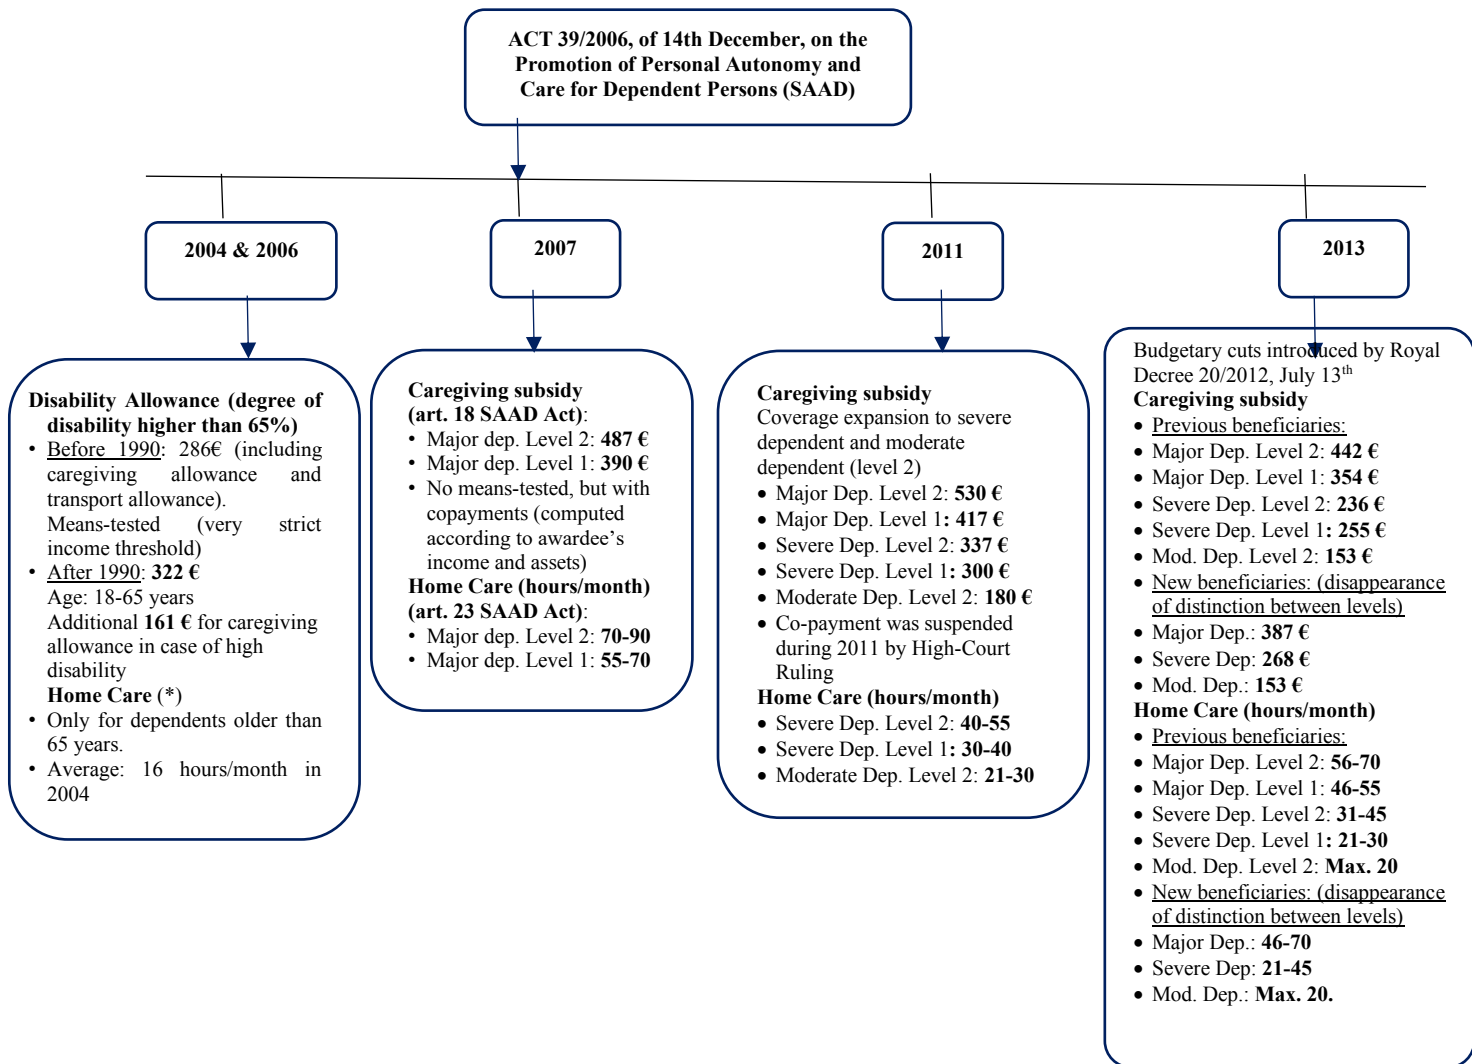 ACT 39/2006, of 14th December, on the
Promotion of Personal Autonomy and
Care for Dependent Persons (SAAD)
2004 & 2006
2007
2011
2013
Disability Allowance (degree of
disability higher than 65%)
• Before 1990: 286€ (including
caregiving allowance and
transport allowance).
Means-tested (very strict
income threshold)
• After 1990: 322 €
Age: 18-65 years
Additional 161 € for caregiving
allowance in case of high
disability
Home Care (*)
• Only for dependents older than
65 years.
• Average: 16 hours/month in
2004
Caregiving subsidy
(art. 18 SAAD Act):
• Major dep. Level 2: 487 €
• Major dep. Level 1: 390 €
• No means-tested, but with
copayments (computed
according to awardee’s
income and assets)
Home Care (hours/month)
(art. 23 SAAD Act):
• Major dep. Level 2: 70-90
• Major dep. Level 1: 55-70
Caregiving subsidy
Coverage expansion to severe
dependent and moderate
dependent (level 2)
• Major Dep. Level 2: 530 €
• Major Dep. Level 1: 417 €
• Severe Dep. Level 2: 337 €
• Severe Dep. Level 1: 300 €
• Moderate Dep. Level 2: 180 €
• Co-payment was suspended
during 2011 by High-Court
Ruling
Home Care (hours/month)
• Severe Dep. Level 2: 40-55
• Severe Dep. Level 1: 30-40
• Moderate Dep. Level 2: 21-30
Budgetary cuts introduced by Royal
Decree 20/2012, July 13th
Caregiving subsidy
• Previous beneficiaries:
• Major Dep. Level 2: 442 €
• Major Dep. Level 1: 354 €
• Severe Dep. Level 2: 236 €
• Severe Dep. Level 1: 255 €
• Mod. Dep. Level 2: 153 €
• New beneficiaries: (disappearance
of distinction between levels)
• Major Dep.: 387 €
• Severe Dep: 268 €
• Mod. Dep.: 153 €
Home Care (hours/month)
• Previous beneficiaries:
• Major Dep. Level 2: 56-70
• Major Dep. Level 1: 46-55
• Severe Dep. Level 2: 31-45
• Severe Dep. Level 1: 21-30
• Mod. Dep. Level 2: Max. 20
• New beneficiaries: (disappearance
of distinction between levels)
• Major Dep.: 46-70
• Severe Dep: 21-45
• Mod. Dep.: Max. 20.